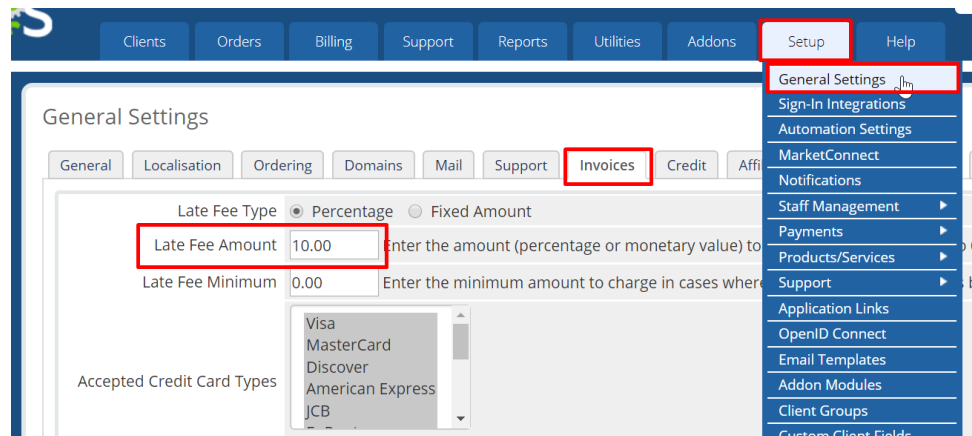 Clients Orders Billing Support Reports Utilities Addons Setup Help
General Settings
Sign-In Integrations
Automation Settings
MarketConnect
Notifications
Staff Management
Payments
Products/Services
Support
Application Links
OpenID Connect
Email Templates
Addon Modules
Client Groups
Custom Client Fields
General Settings
General Localisation Ordering Domains Mail Support Invoices Credit
Late Fee Type Percentage Fixed Amount
Late Fee Amount 10.00 Enter the amount (percentage or monetary value) to
Late Fee Minimum 0.00 Enter the minimum amount to charge in cases where
Accepted Credit Card Types
Visa
MasterCard
Discover
American Express
JCB